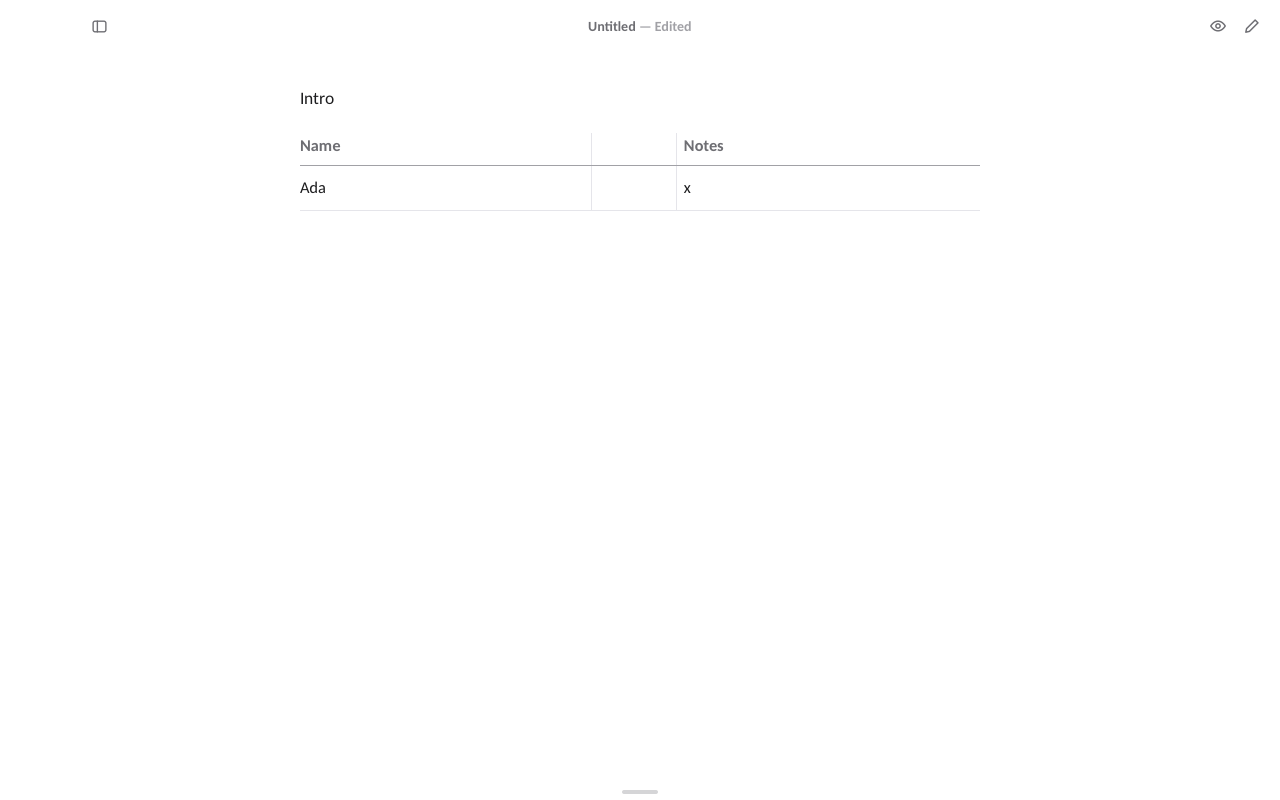 Untitled — Edited
Intro
Name Notes
Ada x